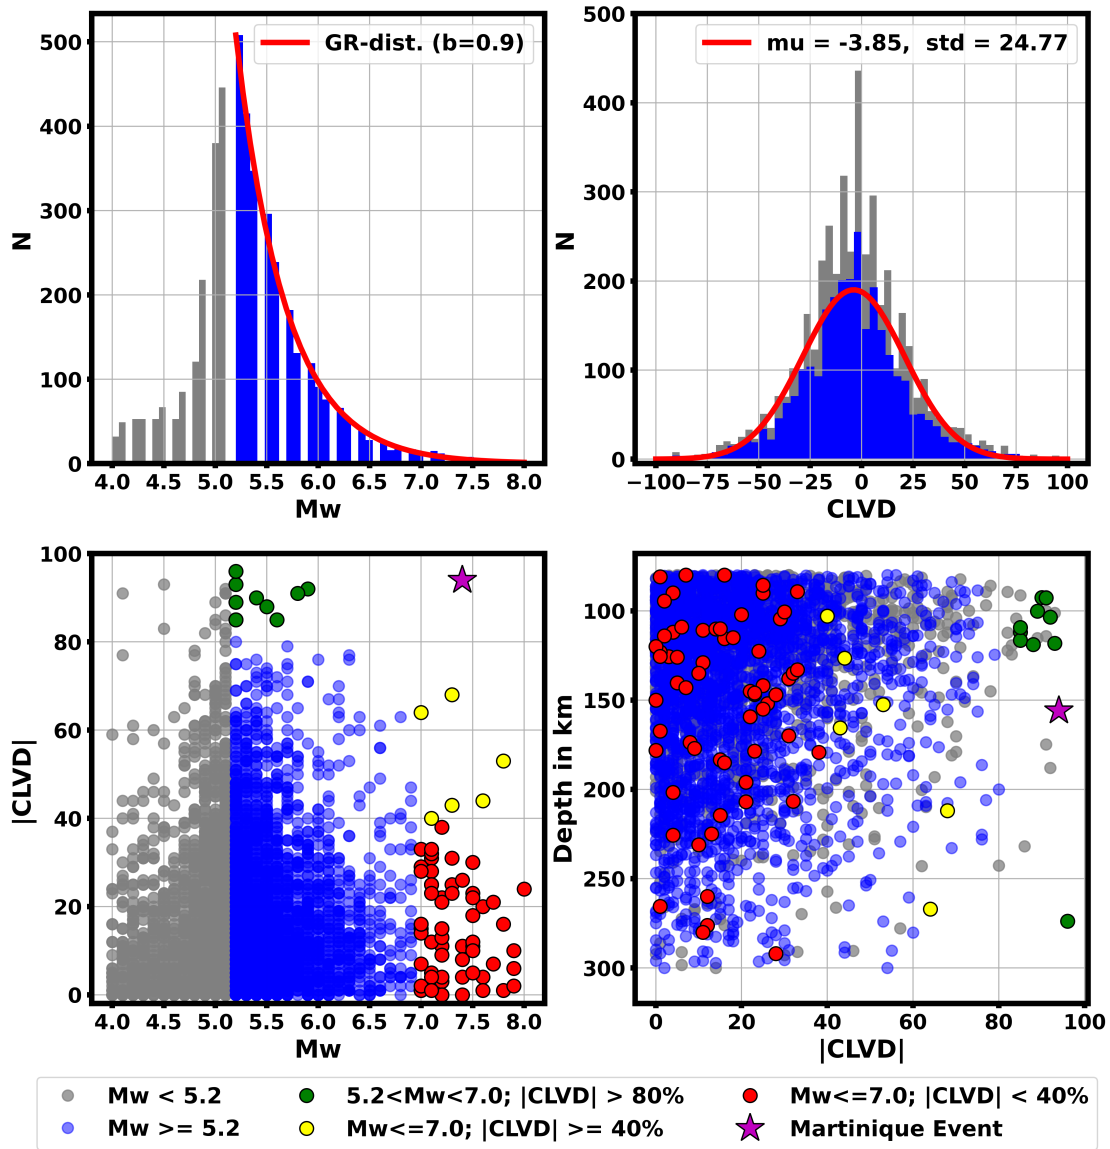 GR-dist. (b=0.9)
500
400
300
200
100
0
N
4.0 4.5 5.0 5.5 6.0 6.5 7.0 7.5 8.0
Mw
mu = -3.85, std = 24.77
500
400
300
200
100
0
N
−100 −75 −50 −25 0 25 50 75 100
CLVD
100
80
60
40
20
0
|CLVD|
4.0 4.5 5.0 5.5 6.0 6.5 7.0 7.5 8.0
Mw
100
150
200
250
300
Depth in km
0 20 40 60 80 100
|CLVD|
Mw < 5.2
5.2<Mw<7.0; |CLVD| > 80%
Mw<=7.0; |CLVD| < 40%
Mw >= 5.2
Mw<=7.0; |CLVD| >= 40%
Martinique Event